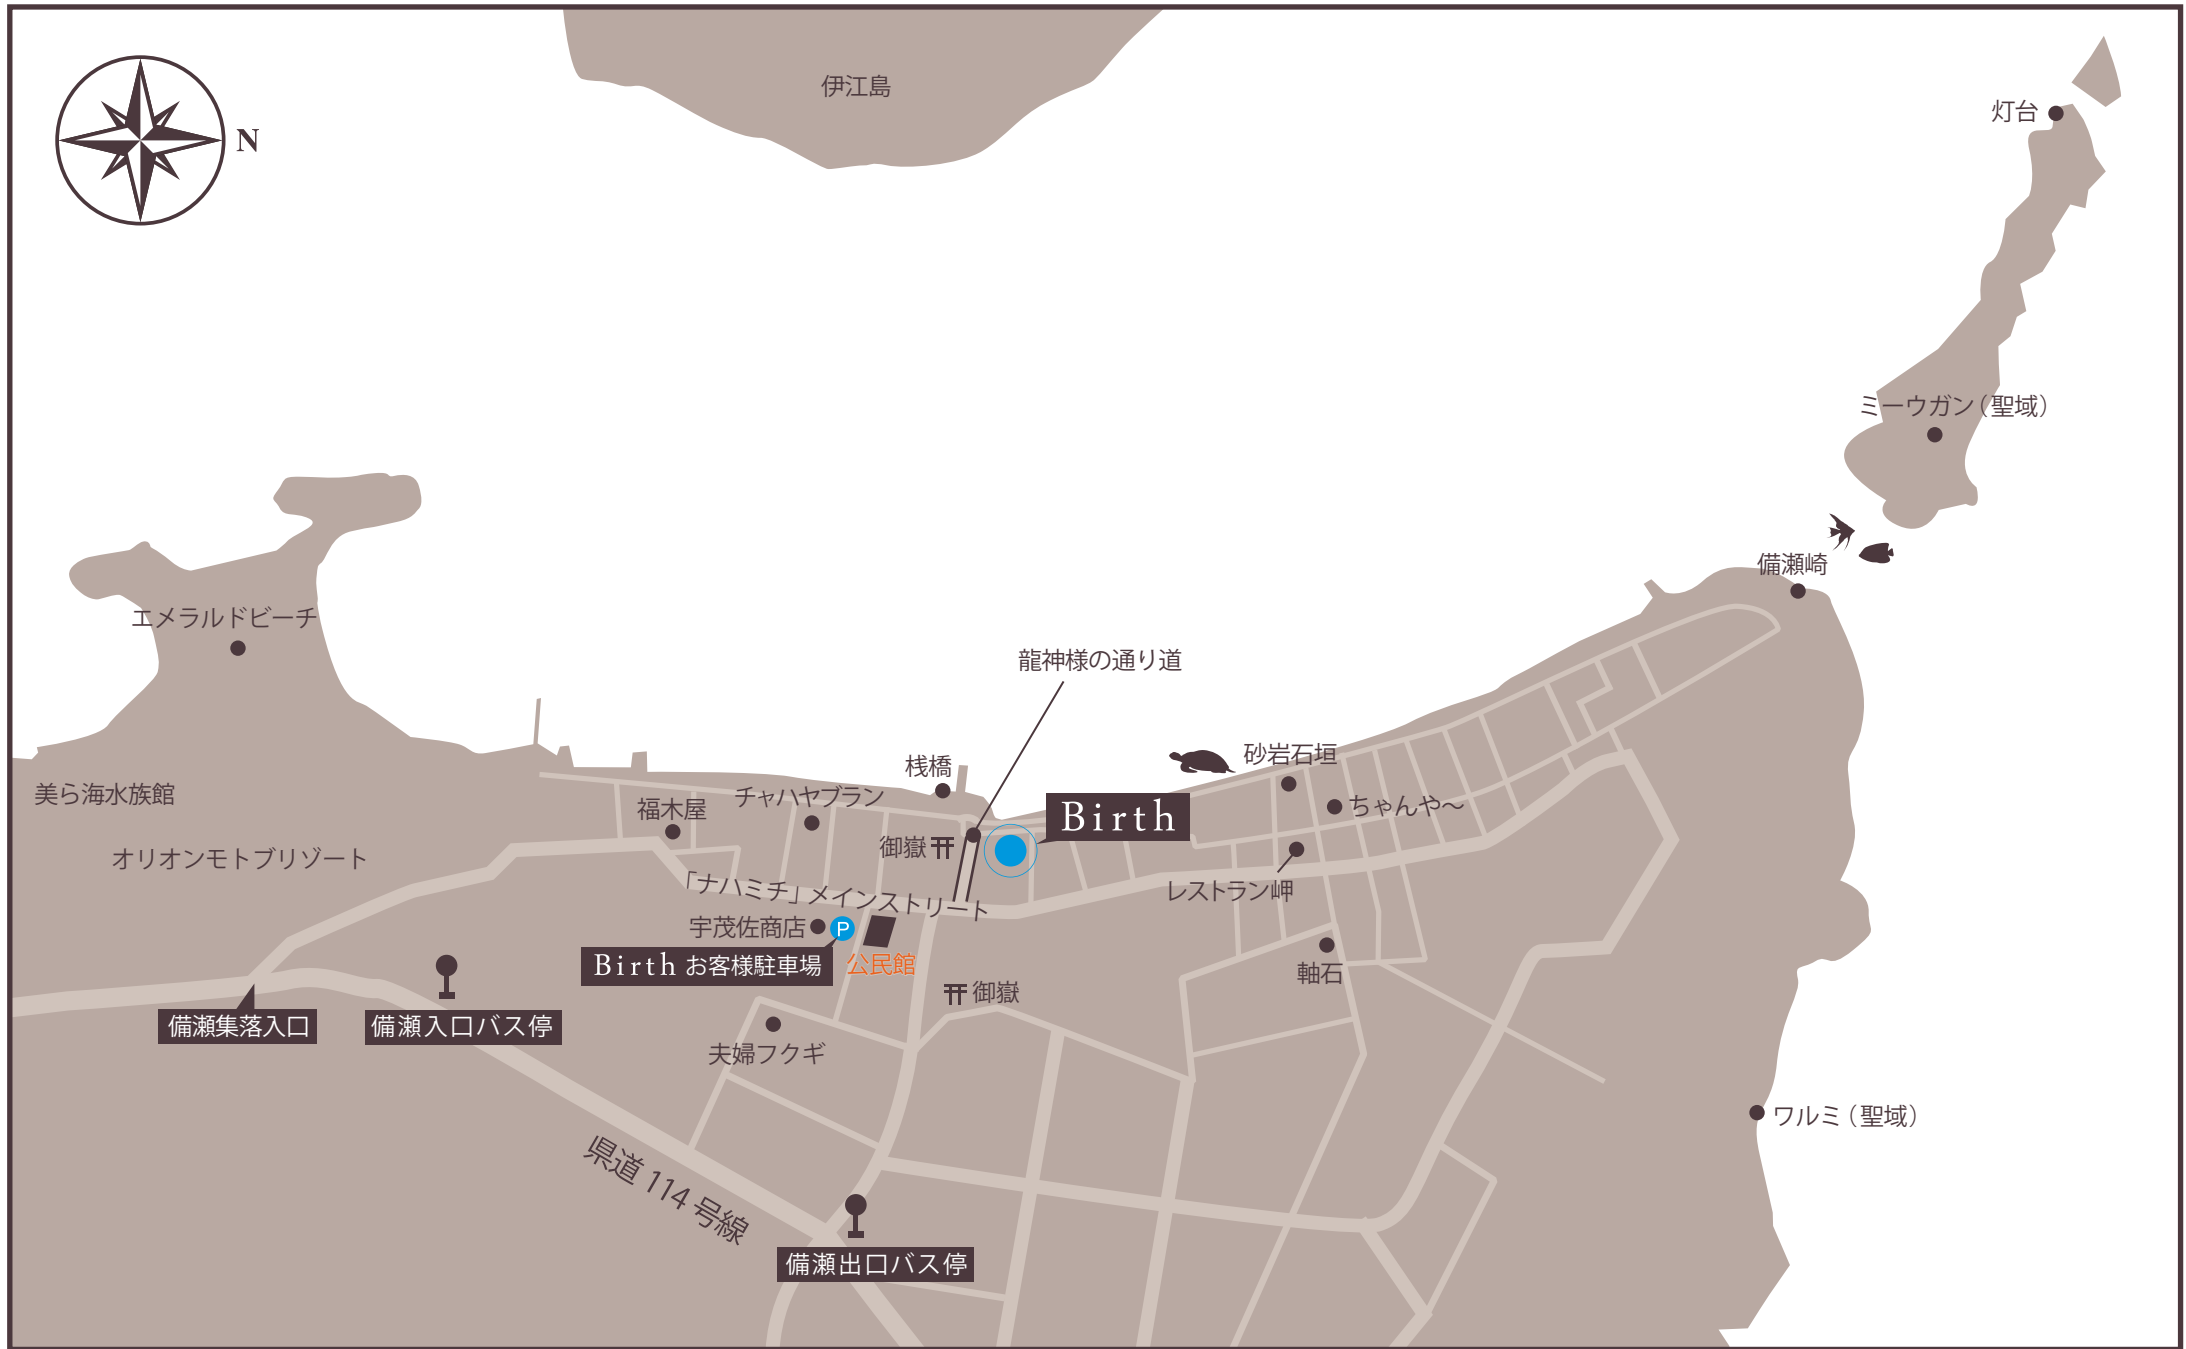 伊江島
灯台
N
ミーウガン（聖域）
備瀬崎
エメラルドビーチ
龍神様の通り道
砂岩石垣
桟橋
美ら海水族館
福木屋
チャハヤブラン
ちゃんや〜
Birth
御嶽
オリオンモトブリゾート
「ナハミチ」メインストリート
レストラン岬
宇茂佐商店
P
Birth お客様駐車場
公民館
軸石
御嶽
備瀬集落入口
備瀬入口バス停
夫婦フクギ
ワルミ（聖域）
県道 114 号線
備瀬出口バス停